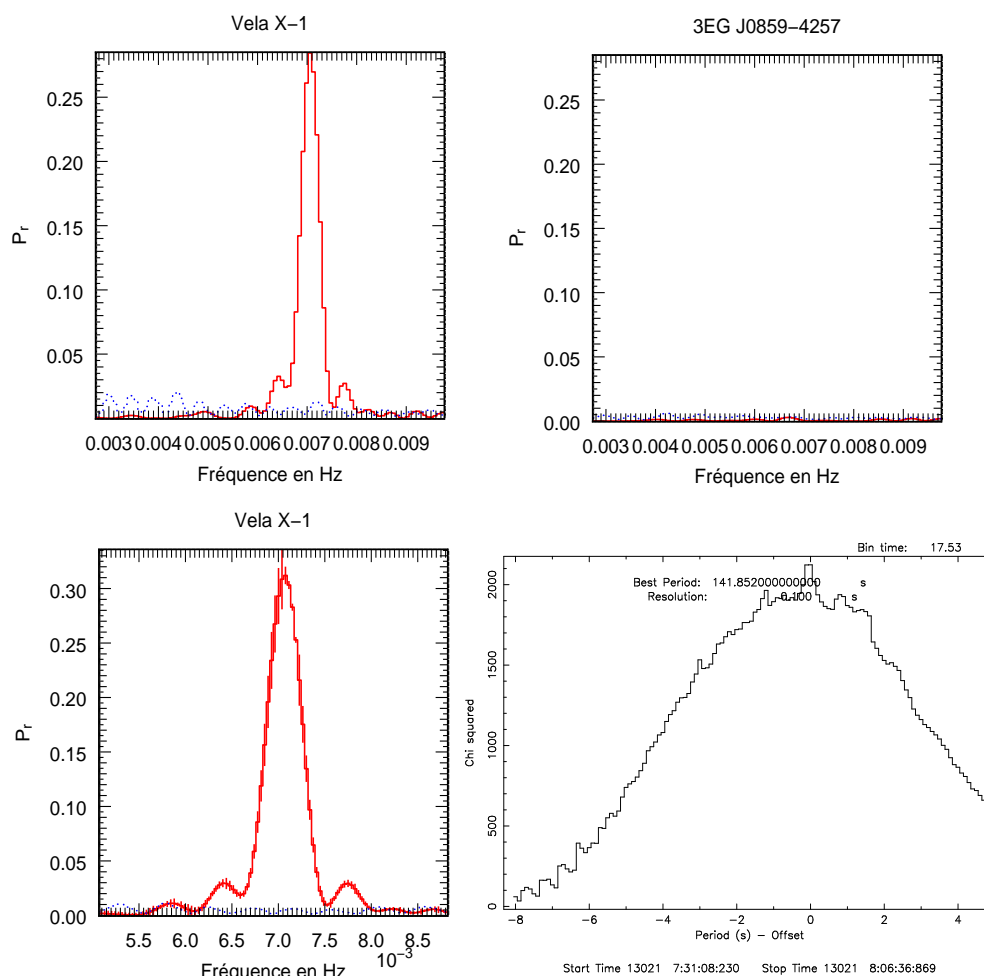 Vela X−1
0.25
0.20
0.15
0.10
0.05
Pr
0.003 0.004 0.005 0.006 0.007 0.008 0.009
Fréquence en Hz
3EG J0859−4257
0.25
0.20
0.15
0.10
0.05
0.00
Pr
0.003 0.004 0.005 0.006 0.007 0.008 0.009
Fréquence en Hz
Vela X−1
0.30
0.20
0.30
0.10
0.05
0.00
Pr
5.5 6.0 6.5 7.0 7.5 8.0 8.5
10−3
Fréquence en Hz
Bin time: 17.53
Best Period: 141.852000000000 s
Resolution: 0.100 s
2000
1500
1000
500
0
Chi squared
−8 −6 −4 −2 0 2 4
Period (s) − Offset
Start Time 13021 7:31:08:230 Stop Time 13021 8:06:36:869